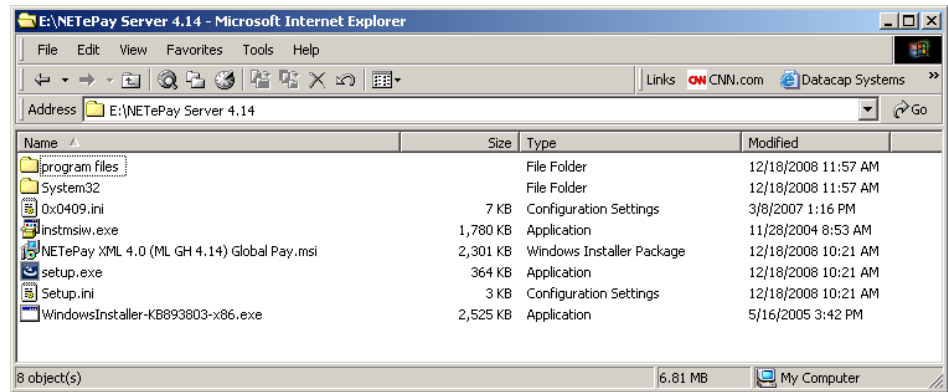 E:\NETePay Server 4.14 - Microsoft Internet Explorer
File Edit View Favorites Tools Help
Links CNN CNN.com Datacap Systems »
Address E:\NETePay Server 4.14 Go
Name Size Type Modified
program files File Folder 12/18/2008 11:57 AM
System32 File Folder 12/18/2008 11:57 AM
0x0409.ini 7 KB Configuration Settings 3/8/2007 1:16 PM
instmsiw.exe 1,780 KB Application 11/28/2004 8:53 AM
NETePay XML 4.0 (ML GH 4.14) Global Pay.msi 2,301 KB Windows Installer Package 12/18/2008 10:21 AM
setup.exe 364 KB Application 12/18/2008 10:21 AM
Setup.ini 3 KB Configuration Settings 12/18/2008 10:21 AM
WindowsInstaller-KB893803-x86.exe 2,525 KB Application 5/16/2005 3:42 PM
8 object(s) 6.81 MB My Computer